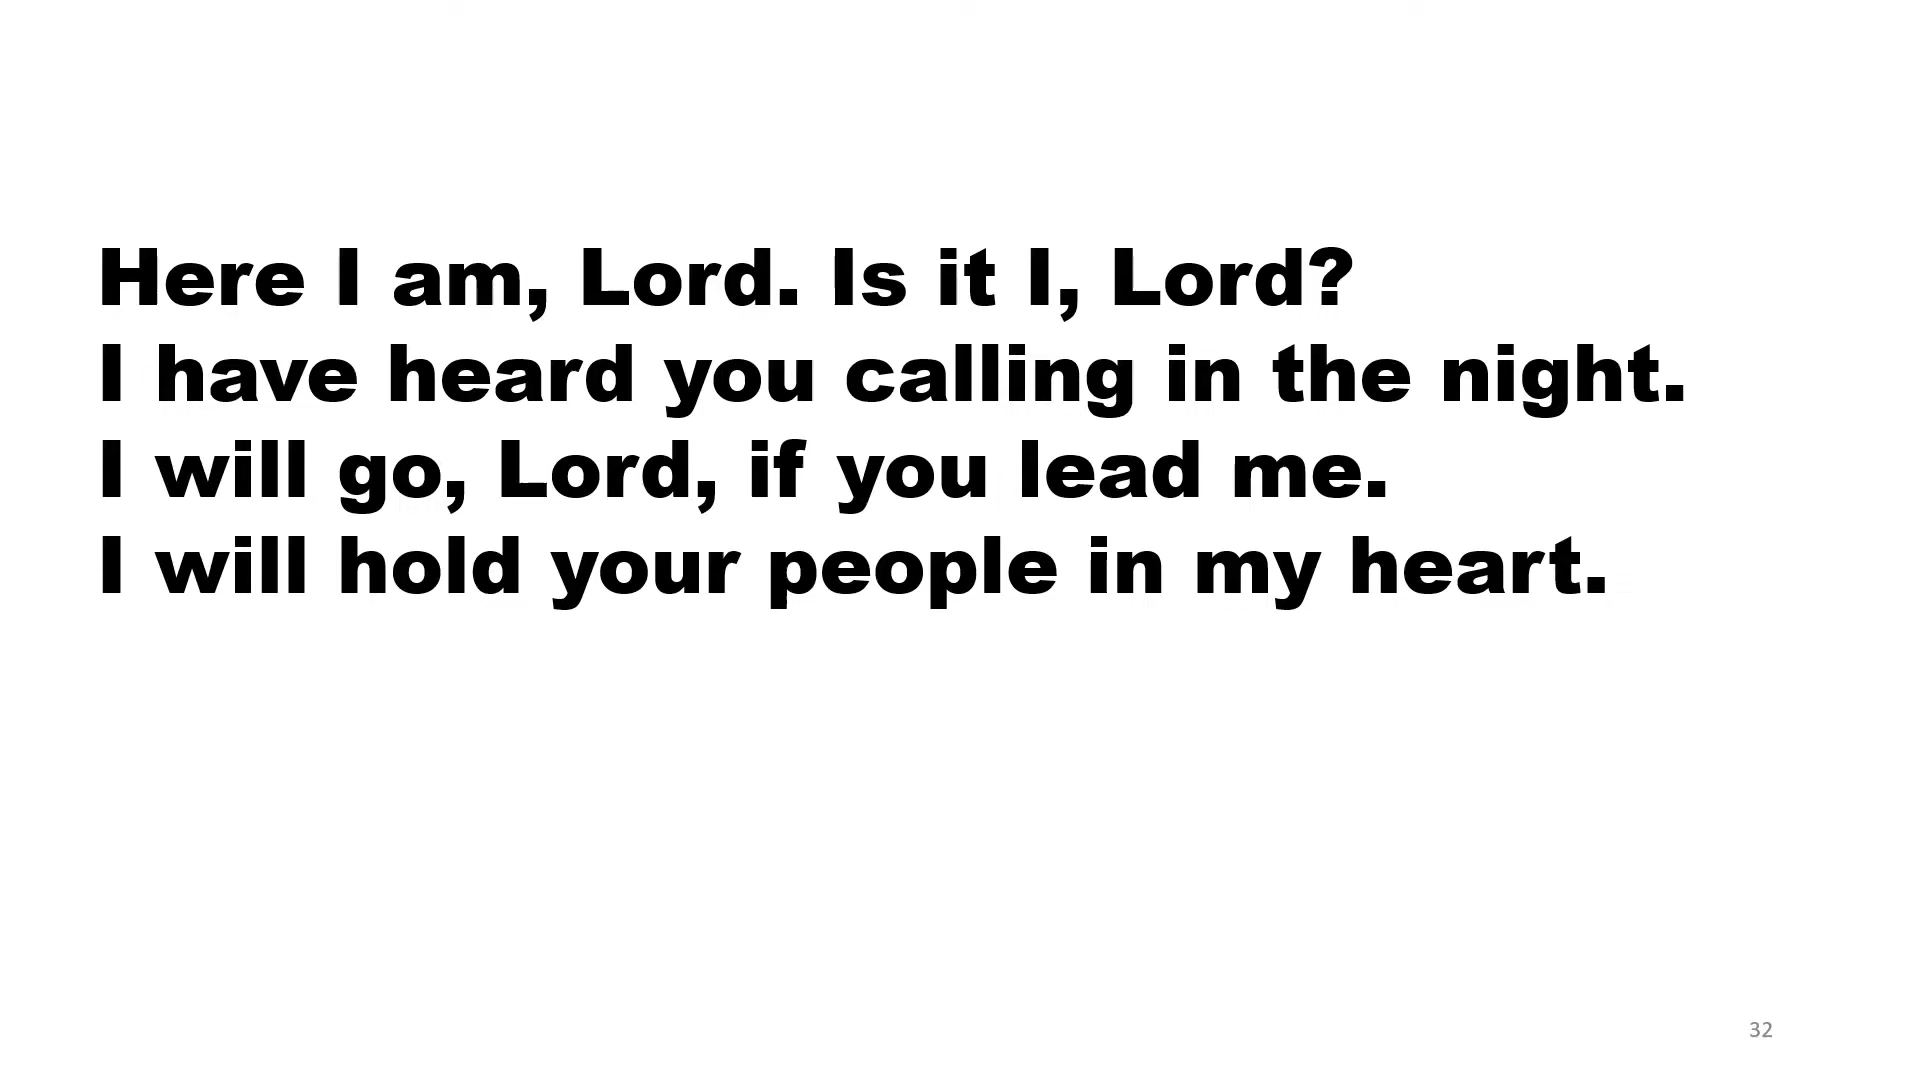 Here I am, Lord. Is it I, Lord?
I have heard you calling in the night.
I will go, Lord, if you lead me.
I will hold your people in my heart.
32